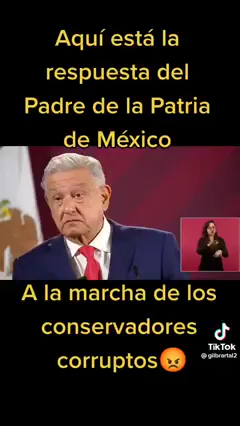 Aquí está la
respuesta del
Padre de la Patria
de México
A la marcha de los
conservadores
corruptos😡
TikTok
@ gilbrartal2